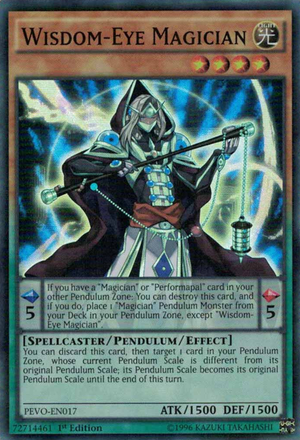 WISDOM-EYE MAGICIAN
LIGHT
光
If you have a "Magician" or "Performapal" card in your
other Pendulum Zone: You can destroy this card, and
if you do, place 1 "Magician" Pendulum Monster from
your Deck in your Pendulum Zone, except "Wisdom-
Eye Magician".
5
5
[SPELLCASTER/PENDULUM/EFFECT]
You can discard this card, then target 1 card in your Pendulum
Zone, whose current Pendulum Scale is different from its
original Pendulum Scale; its Pendulum Scale becomes its original
Pendulum Scale until the end of this turn.
PEVO-EN017
ATK/1500 DEF/1500
72714461
1st Edition
©1996 KAZUKI TAKAHASHI